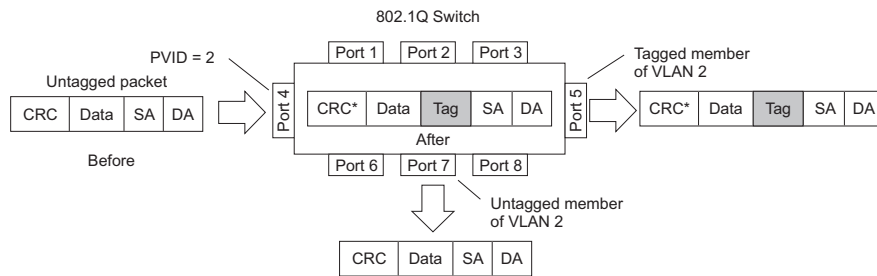 802.1Q Switch
PVID = 2
Port 1 Port 2 Port 3
Tagged member
of VLAN 2
Untagged packet
CRC Data SA DA
Port 4
CRC* Data Tag SA DA
Port 5
CRC* Data Tag SA DA
Before
After
Port 6 Port 7 Port 8
Untagged member
of VLAN 2
CRC Data SA DA